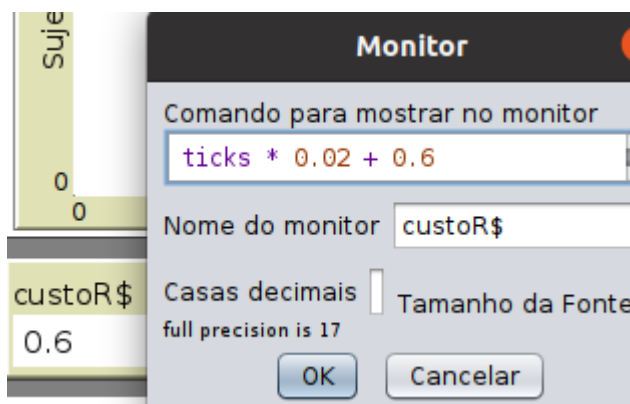 Suje
0
0
custoR$
0.6
Monitor
Comando para mostrar no monitor
ticks * 0.02 + 0.6
Nome do monitor custoR$
Casas decimais Tamanho da Fonte
full precision is 17
OK Cancelar